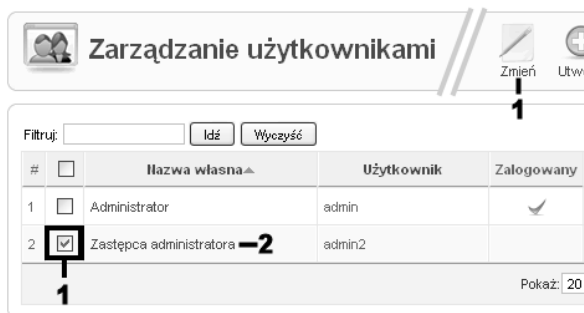 Zarządzanie użytkownikami
Zmień Utw
1
Filtruj: Idź Wyczyść
# Nazwa własna Użytkownik Zalogowany
1 Administrator admin
2 Zastępca administratora 2 admin2
1
Pokaż: 20